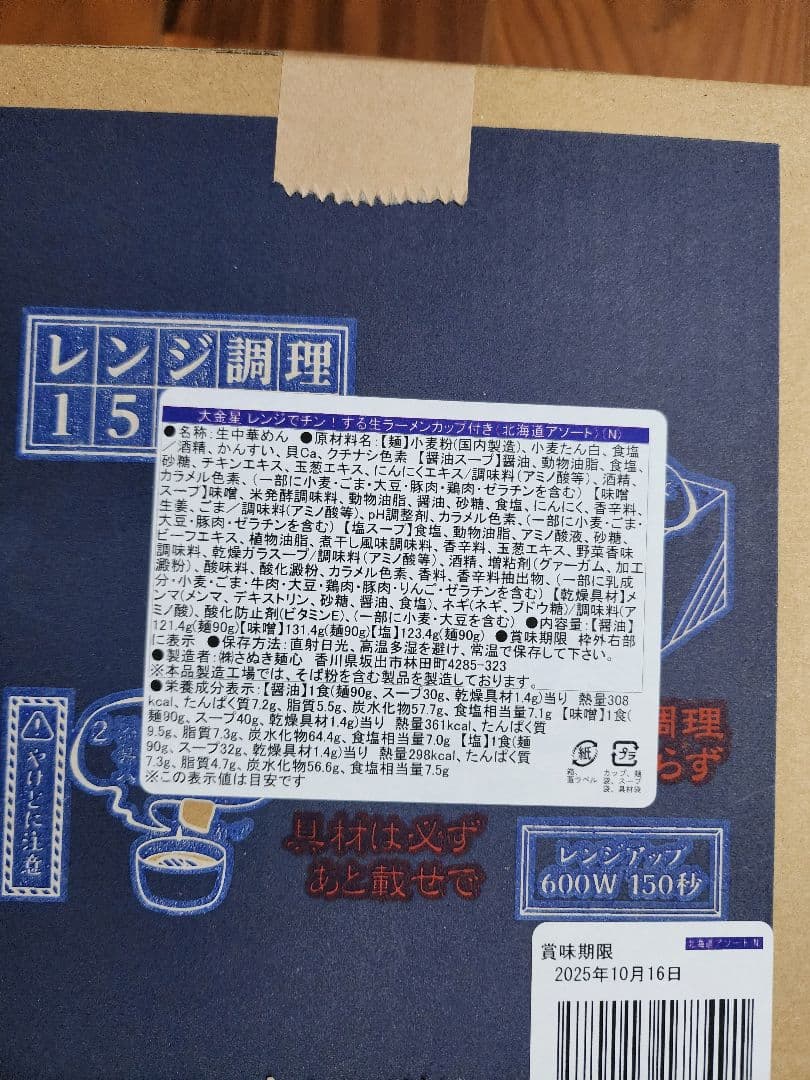 レンジ調理
15
大金星 レンジでチン！する生ラーメンカップ付き〈北海道アソート〉（N）
●名称：生中華めん ●原材料名：【麺】小麦粉(国内製造)、小麦たん白、食塩
／酒精、かんすい、貝Ca、クチナシ色素 【醤油スープ】醤油、動物油脂、食塩、
砂糖、チキンエキス、玉葱エキス、にんにくエキス/調味料(アミノ酸等)、酒精、
カラメル色素、(一部に小麦・ごま・大豆・豚肉・鶏肉・ゼラチンを含む) 【味噌
スープ】味噌、米発酵調味料、動物油脂、醤油、砂糖、食塩、にんにく、香辛料、
生姜、ごま／調味料(アミノ酸等)、pH調整剤、カラメル色素、(一部に小麦・ごま・
大豆・豚肉・ゼラチンを含む) 【塩スープ】食塩、動物油脂、アミノ酸液、砂糖、
ビーフエキス、植物油脂、煮干し風味調味料、香辛料、玉葱エキス、野菜香味
調味料、乾燥ガラスープ/調味料(アミノ酸等)、酒精、増粘剤(グァーガム、加工
澱粉)、酸味料、酸化澱粉、カラメル色素、香料、香辛料抽出物、(一部に乳成
分・小麦・ごま・牛肉・大豆・鶏肉・豚肉・りんご・ゼラチンを含む) 【乾燥具材】メ
ンマ(メンマ、デキストリン、砂糖、醤油、食塩)、ネギ(ネギ、ブドウ糖)/調味料(ア
ミノ酸)、酸化防止剤(ビタミンE)、(一部に小麦・大豆を含む) ●内容量：【醤油】
121.4g(麺90g)【味噌】131.4g(麺90g)【塩】123.4g(麺90g) ●賞味期限 枠外右部
に表示 ●保存方法：直射日光、高温多湿を避け、常温で保存して下さい。
●製造者：㈱さぬき麺心 香川県坂出市林田町4285-323
※本品製造工場では、そば粉を含む製品を製造しております。
●栄養成分表示：【醤油】1食(麺90g、スープ30g、乾燥具材1.4g)当り 熱量308
kcal、たんぱく質7.2g、脂質5.5g、炭水化物57.7g、食塩相当量7.1g 【味噌】1食(
麺90g、スープ40g、乾燥具材1.4g)当り 熱量361kcal、たんぱく質
9.5g、脂質7.3g、炭水化物64.4g、食塩相当量7.0g 【塩】1食(麺
90g、スープ32g、乾燥具材1.4g)当り 熱量298kcal、たんぱく質
7.3g、脂質4.7g、炭水化物56.6g、食塩相当量7.5g
※この表示値は目安です
紙
プラ
箱、
直ラベル
カップ、麺
袋、スープ
袋、具材袋
調理
らず
2
やけどに注意
具材は必ず
あと載せで
レンジアップ
600W 150秒
北海道アソート N
賞味期限
2025年10月16日